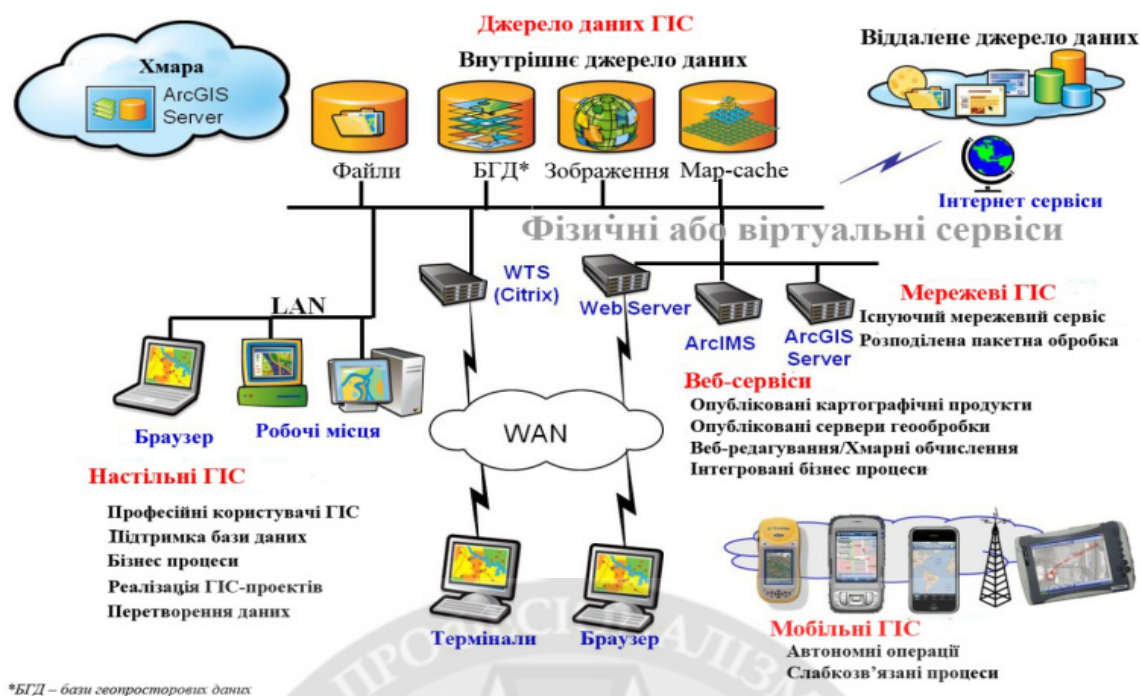 Джерело даних ГІС
Внутрішнє джерело даних
Віддалене джерело даних
Хмара
ArcGIS
Server
Файли
БГД*
Зображення
Map-cache
Інтернет сервіси
Фізичні або віртуальні сервіси
WTS
(Citrix)
Web Server
ArcIMS
ArcGIS
Server
Мережеві ГІС
Існуючий мережевий сервіс
Розподілена пакетна обробка
LAN
Браузер
Робочі місця
WAN
Веб-сервіси
Опубліковані картографічні продукти
Опубліковані сервери геообробки
Веб-редагування/Хмарні обчислення
Інтегровані бізнес процеси
Настільні ГІС
Професійні користувачі ГІС
Підтримка бази даних
Бізнес процеси
Реалізація ГІС-проектів
Перетворення даних
Термінали
Браузер
Мобільні ГІС
Автономні операції
Слабкозв’язані процеси
*БГД – бази геопросторових даних